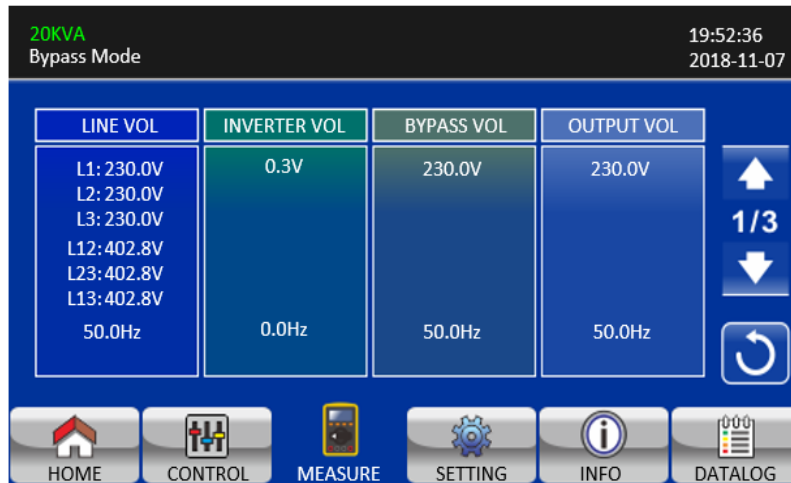 20KVA
Bypass Mode
19:52:36
2018-11-07
LINE VOL
L1: 230.0V
L2: 230.0V
L3: 230.0V
L12: 402.8V
L23: 402.8V
L13: 402.8V
50.0Hz
INVERTER VOL
0.3V
0.0Hz
BYPASS VOL
230.0V
50.0Hz
OUTPUT VOL
230.0V
50.0Hz
1/3
HOME
CONTROL
MEASURE
SETTING
INFO
DATALOG